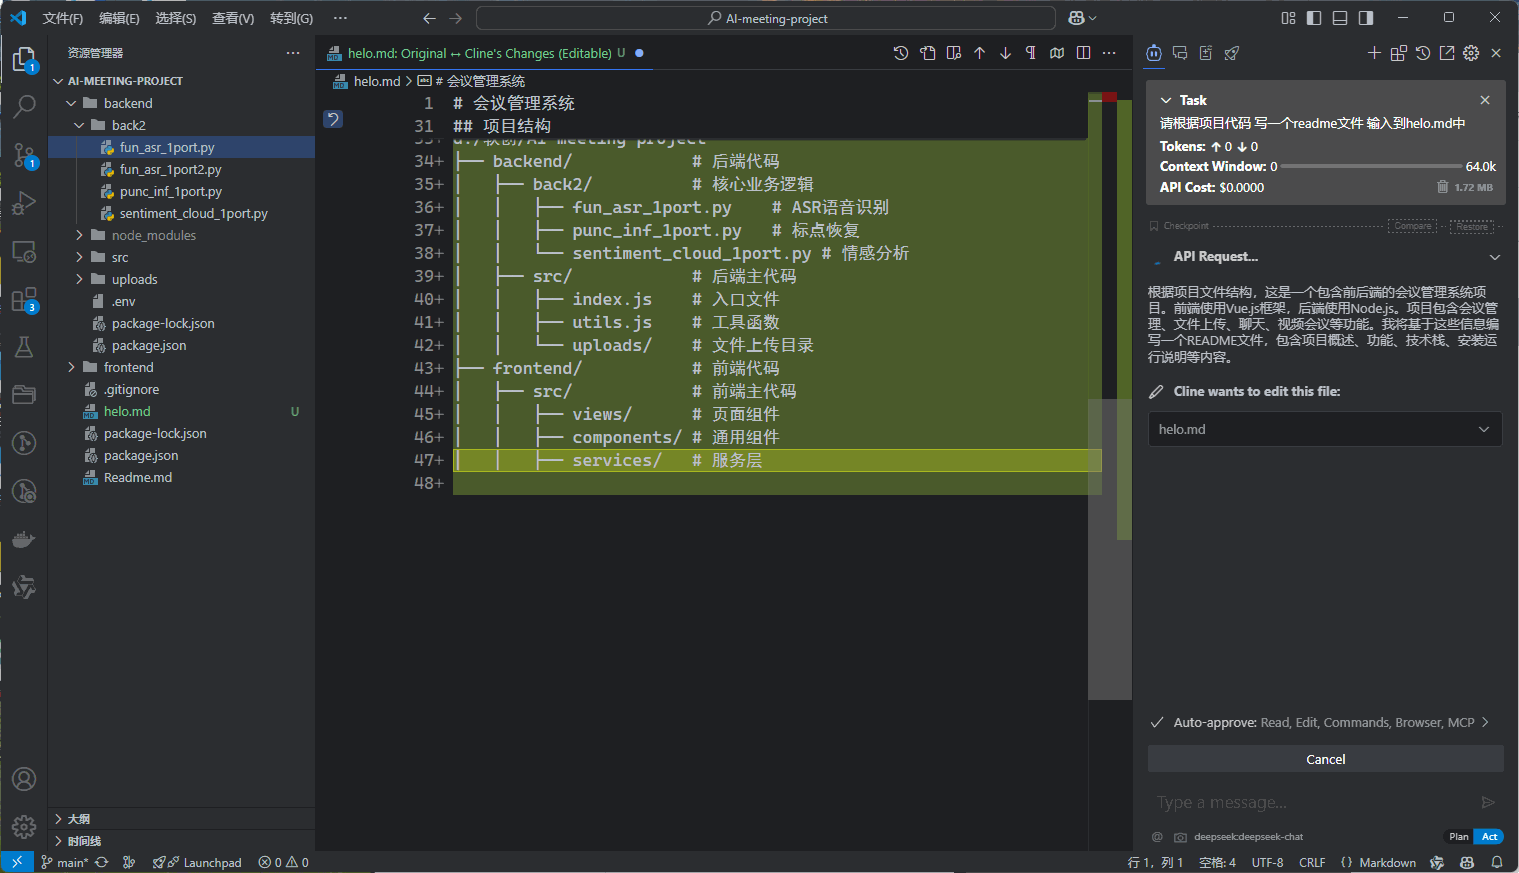 文件(F) 编辑(E) 选择(S) 查看(V) 转到(G) ··· AI-meeting-project
资源管理器 ···
AI-MEETING-PROJECT
backend
back2
fun_asr_1port.py
fun_asr_1port2.py
punc_inf_1port.py
sentiment_cloud_1port.py
node_modules
src
uploads
.env
package-lock.json
package.json
frontend
.gitignore
helo.md U
package-lock.json
package.json
Readme.md
大纲
时间线
1
1
3
helo.md: Original ↔ Cline's Changes (Editable) U
helo.md > # 会议管理系统
1 # 会议管理系统
31 ## 项目结构
34+ ├── backend/ # 后端代码
35+ │ ├── back2/ # 核心业务逻辑
36+ │ │ ├── fun_asr_1port.py # ASR语音识别
37+ │ │ ├── punc_inf_1port.py # 标点恢复
38+ │ │ └── sentiment_cloud_1port.py # 情感分析
39+ │ ├── src/ # 后端主代码
40+ │ │ ├── index.js # 入口文件
41+ │ │ ├── utils.js # 工具函数
42+ │ │ └── uploads/ # 文件上传目录
43+ ├── frontend/ # 前端代码
44+ │ ├── src/ # 前端主代码
45+ │ │ ├── views/ # 页面组件
46+ │ │ ├── components/ # 通用组件
47+ │ │ ├── services/ # 服务层
48+
Task
请根据项目代码 写一个readme文件 输入到helo.md中
Tokens: ↑ 0 ↓ 0
Context Window: 0 64.0k
API Cost: $0.0000 1.72 MB
Checkpoint Compare Restore
API Request...
根据项目文件结构，这是一个包含前后端的会议管理系统项
目。前端使用Vue.js框架，后端使用Node.js。项目包含会议管
理、文件上传、聊天、视频会议等功能。我将基于这些信息编
写一个README文件，包含项目概述、功能、技术栈、安装运
行说明等内容。
Cline wants to edit this file:
helo.md
Auto-approve: Read, Edit, Commands, Browser, MCP
Cancel
Type a message...
@ deepseek:deepseek-chat Plan Act
main* Launchpad 0 0 行 1，列 1 空格: 4 UTF-8 CRLF {} Markdown